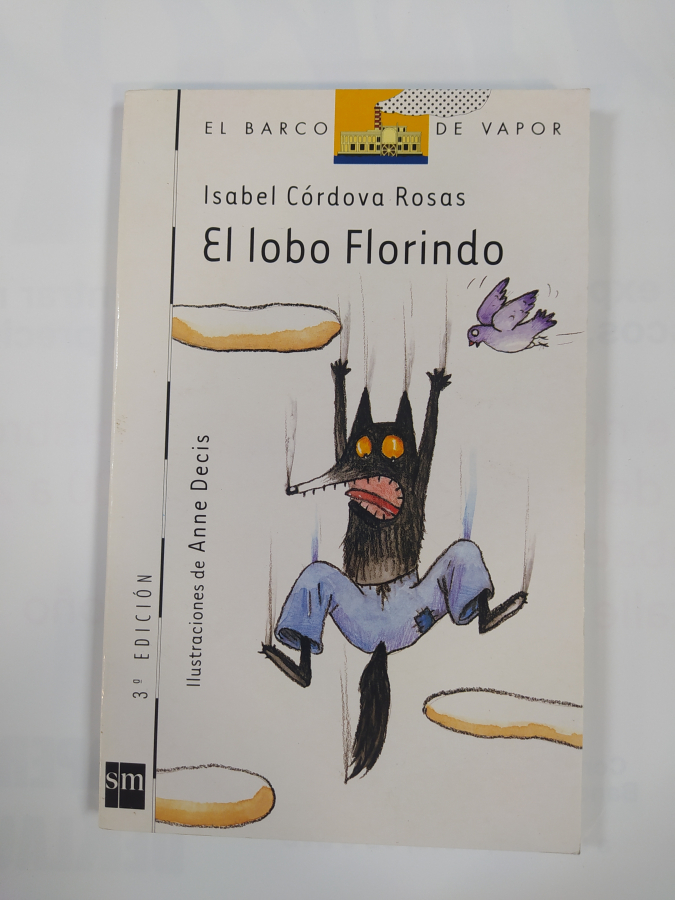 EL BARCO DE VAPOR
Isabel Córdova Rosas
El lobo Florindo
Ilustraciones de Anne Decis
3ª EDICIÓN
sm